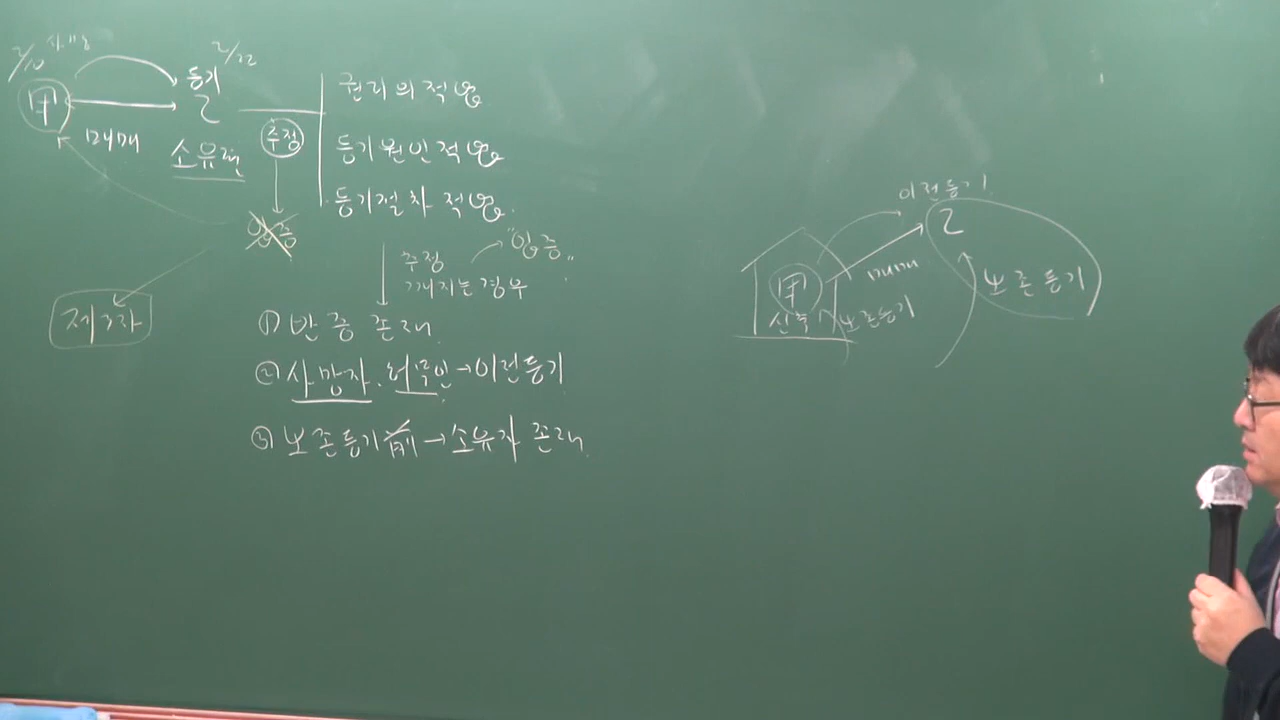 2/22
등기
甲
乙
매매
소유권
추정
권리의 적법
등기원인 적법
등기절차 적법.
입증
추정 깨지는 경우
"입증"
제3자
① 반증 존재
② 사망자. 허무인→이전등기
③ 보존등기 前→소유자 존재.
이전등기
乙
매매
보존등기
甲
신축
보존등기